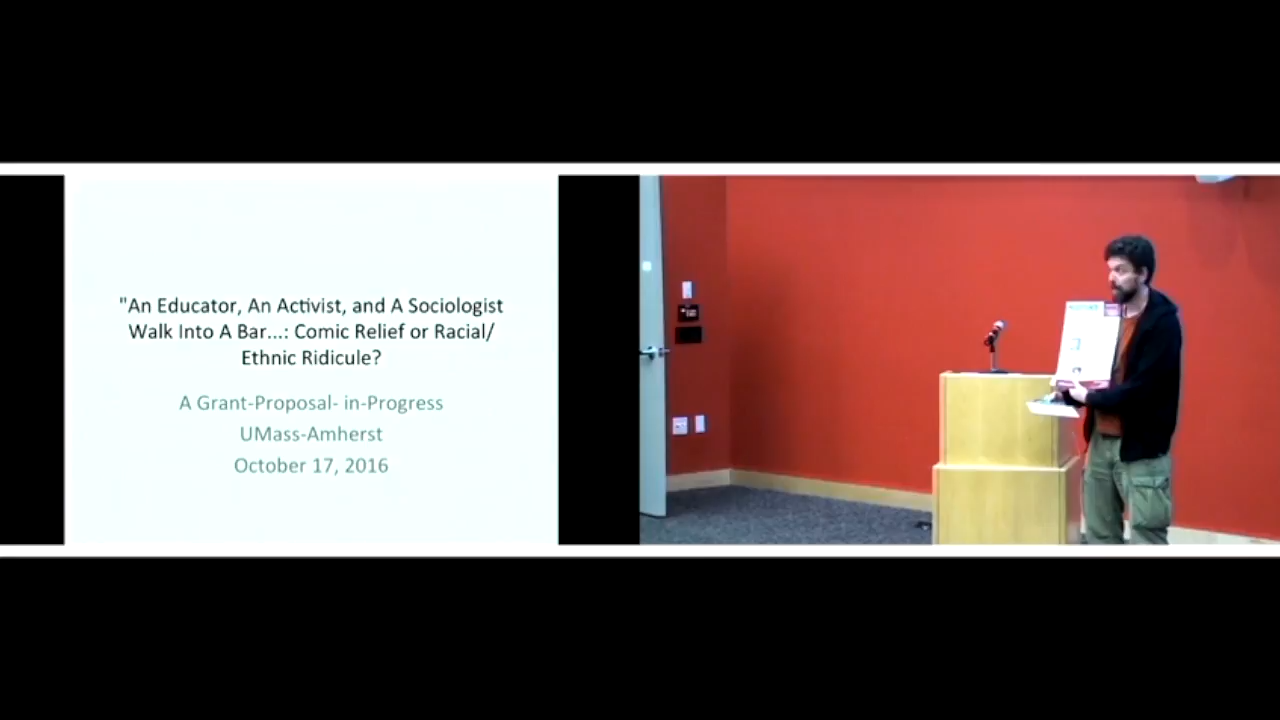 "An Educator, An Activist, and A Sociologist
Walk Into A Bar...: Comic Relief or Racial/
Ethnic Ridicule?
A Grant-Proposal- in-Progress
UMass-Amherst
October 17, 2016